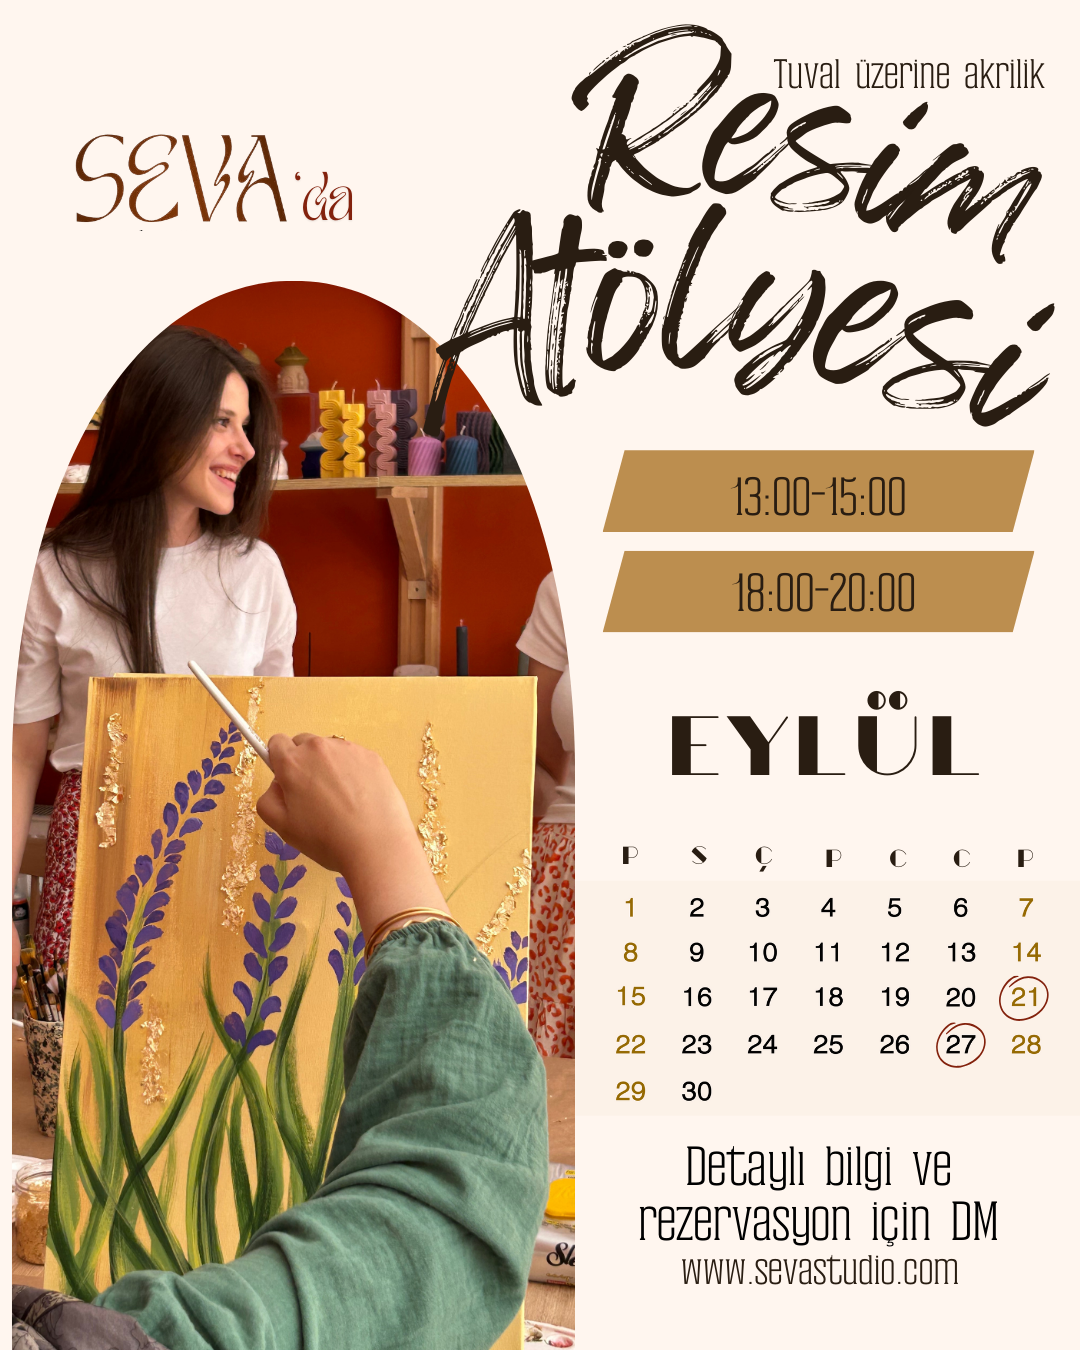 Tuval üzerine akrilik
Resim
Atölyesi
SEVA'da
13:00-15:00
18:00-20:00
EYLÜL
P S Ç P C C P
1 2 3 4 5 6 7
8 9 10 11 12 13 14
15 16 17 18 19 20 21
22 23 24 25 26 27 28
29 30
Detaylı bilgi ve
rezervasyon için DM
www.sevastudio.com